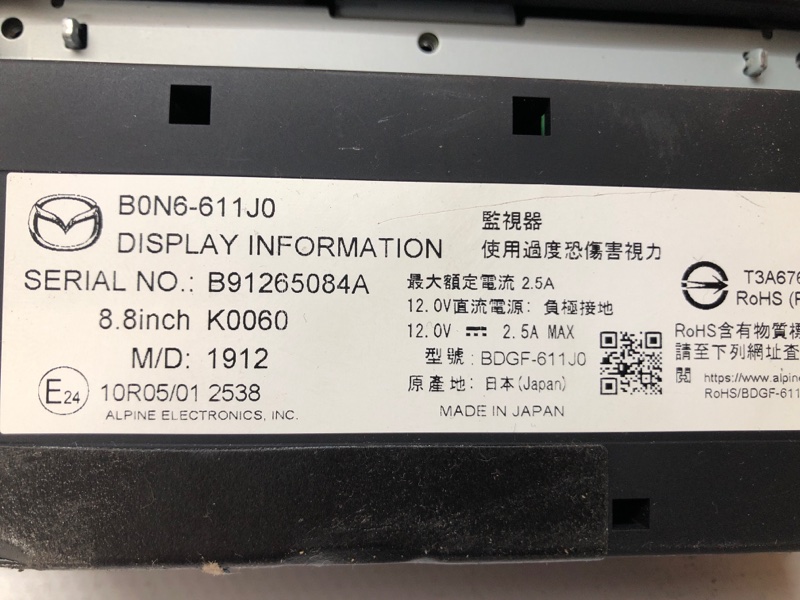 B0N6-611J0
DISPLAY INFORMATION
SERIAL NO.: B91265084A
8.8inch K0060
M/D: 1912
E24 10R05/01 2538
ALPINE ELECTRONICS, INC.
監視器
使用過度恐傷害視力
最大額定電流 2.5A
12.0V直流電源: 負極接地
12.0V ⎓ 2.5A MAX
型號: BDGF-611J0
原產地: 日本(Japan)
MADE IN JAPAN
T3A676
RoHS (
RoHS含有物質標
請至下列網址查
閱 https://www.alpine
RoHS/BDGF-611